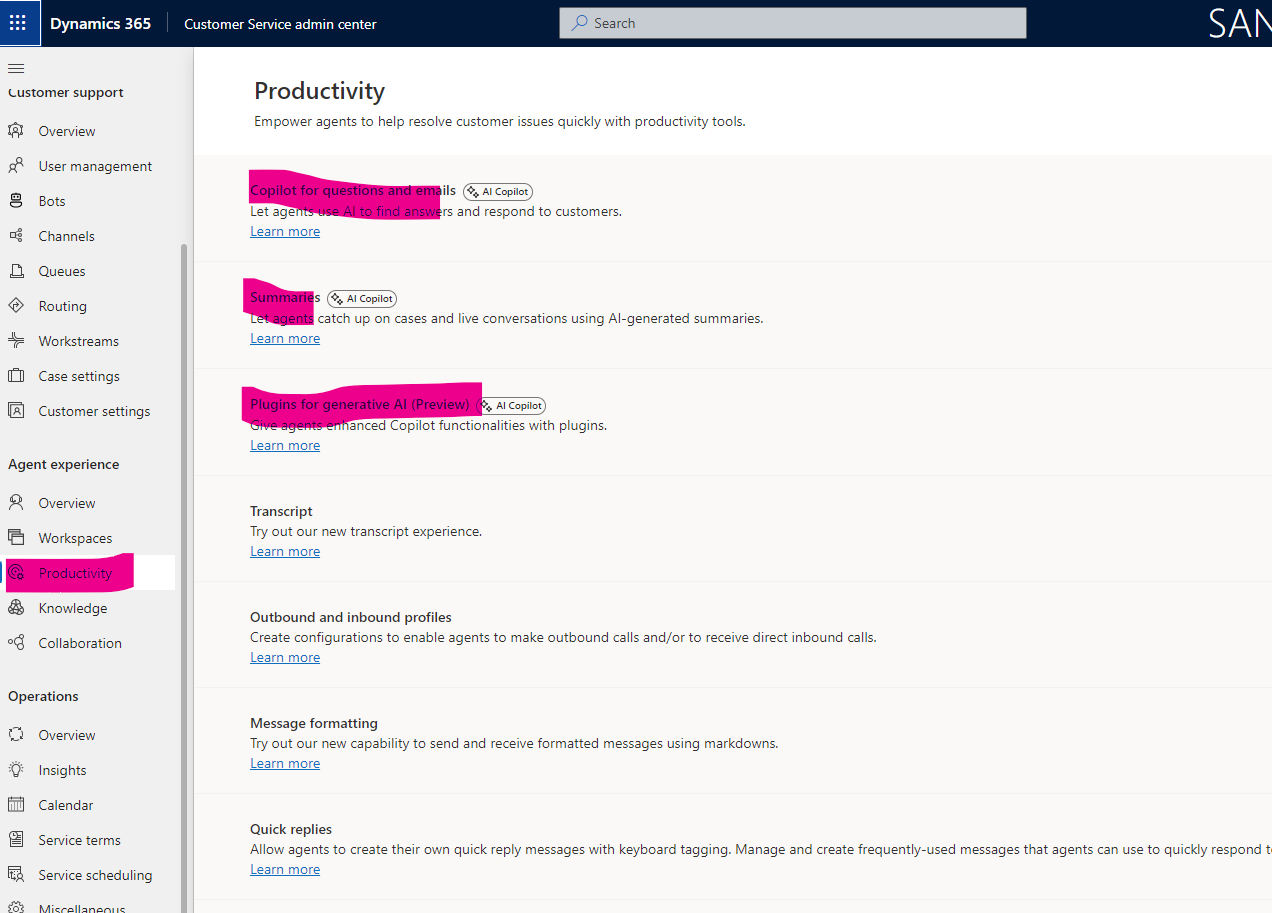 Dynamics 365
Customer Service admin center
Search
SAN
Customer support
Overview
User management
Bots
Channels
Queues
Routing
Workstreams
Case settings
Customer settings
Agent experience
Overview
Workspaces
Productivity
Knowledge
Collaboration
Operations
Overview
Insights
Calendar
Service terms
Service scheduling
Miscellaneous
Productivity
Empower agents to help resolve customer issues quickly with productivity tools.
Copilot for questions and emails AI Copilot
Let agents use AI to find answers and respond to customers.
Learn more
Summaries AI Copilot
Let agents catch up on cases and live conversations using AI-generated summaries.
Learn more
Plugins for generative AI (Preview) AI Copilot
Give agents enhanced Copilot functionalities with plugins.
Learn more
Transcript
Try out our new transcript experience.
Learn more
Outbound and inbound profiles
Create configurations to enable agents to make outbound calls and/or to receive direct inbound calls.
Learn more
Message formatting
Try out our new capability to send and receive formatted messages using markdowns.
Learn more
Quick replies
Allow agents to create their own quick reply messages with keyboard tagging. Manage and create frequently-used messages that agents can use to quickly respond
Learn more